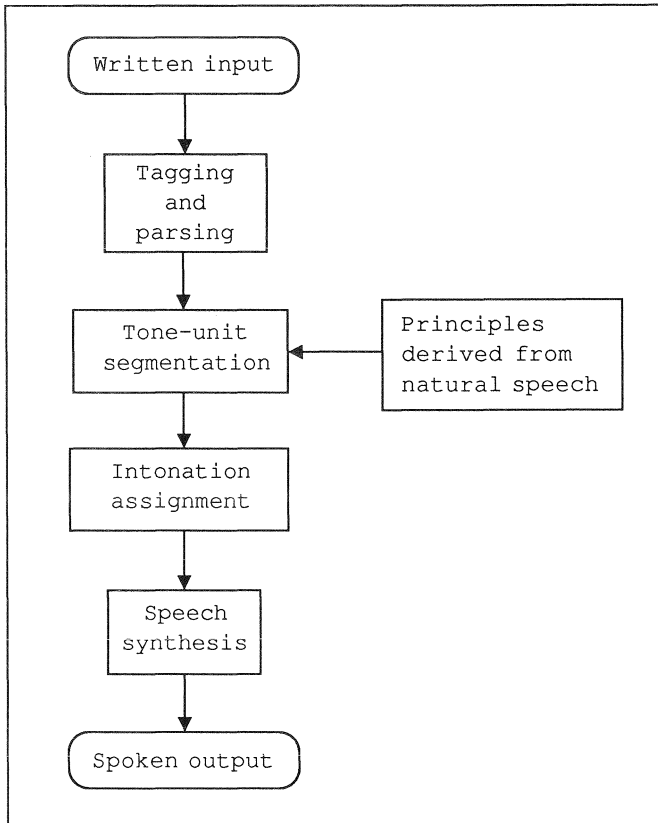 Written input
Tagging
and
parsing
Tone-unit
segmentation
Principles
derived from
natural speech
Intonation
assignment
Speech
synthesis
Spoken output